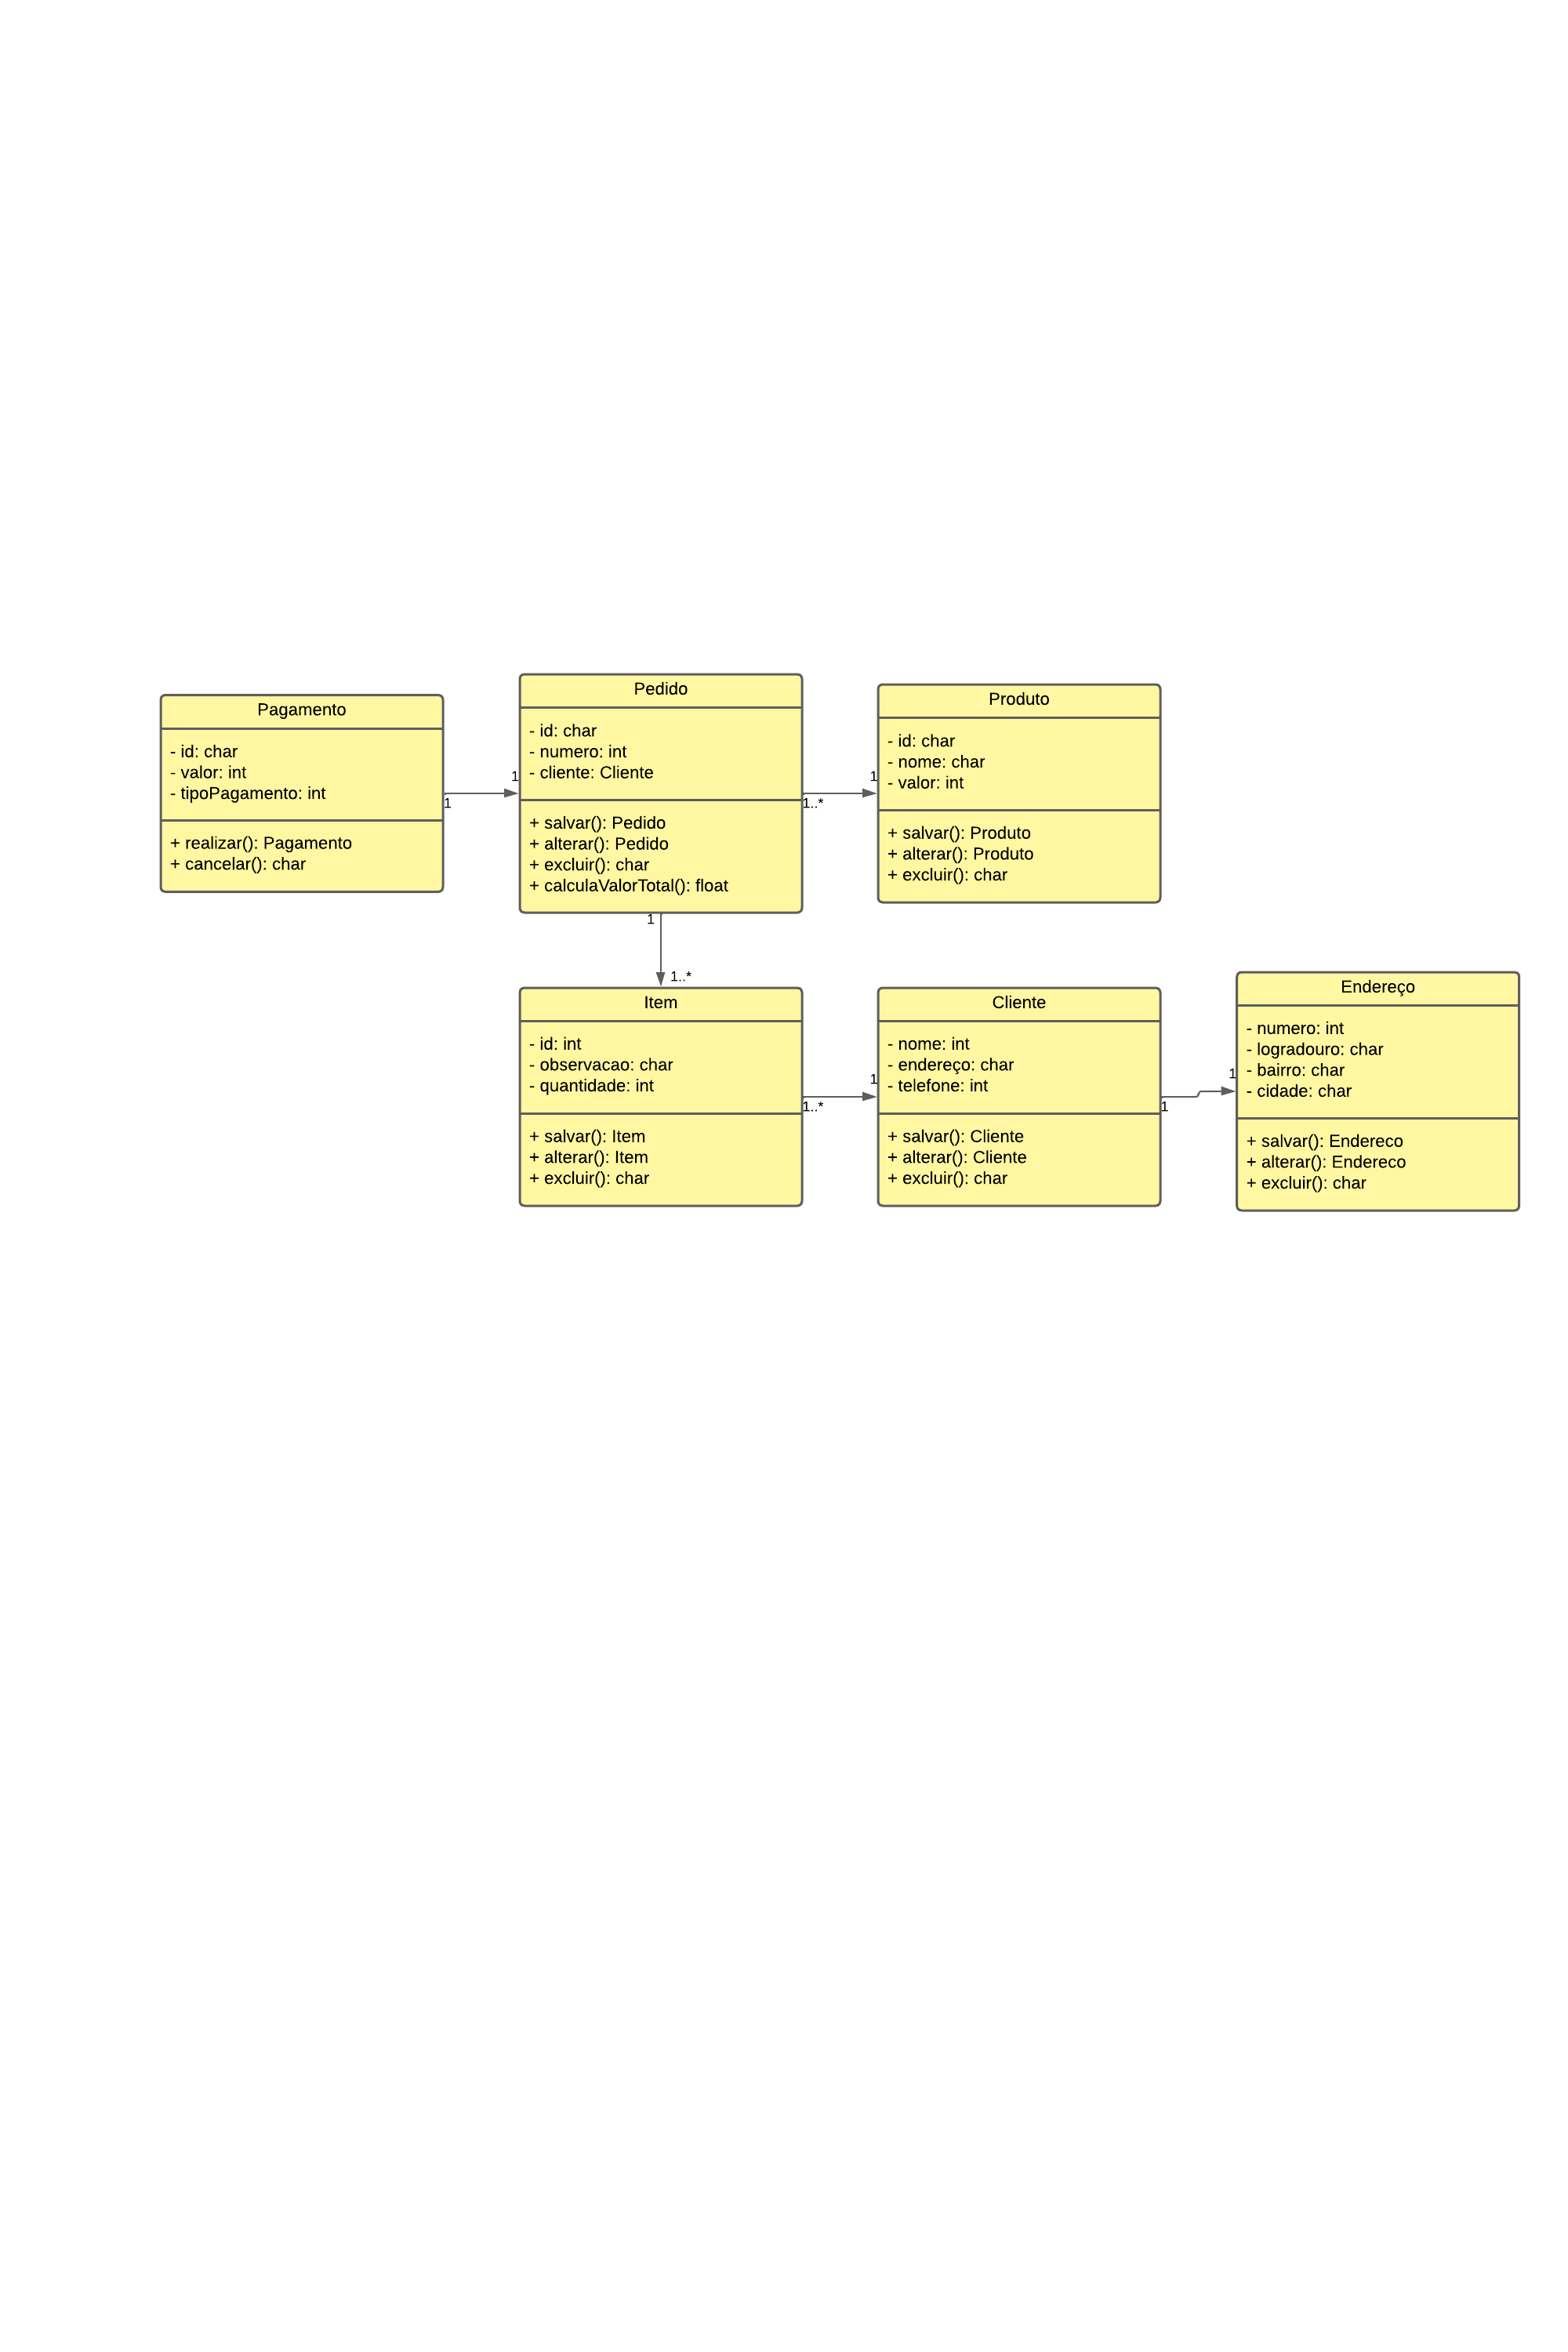 Pagamento
- id: char
- valor: int
- tipoPagamento: int
+ realizar(): Pagamento
+ cancelar(): char
1
1
Pedido
- id: char
- numero: int
- cliente: Cliente
+ salvar(): Pedido
+ alterar(): Pedido
+ excluir(): char
+ calculaValorTotal(): float
1..*
1
Produto
- id: char
- nome: char
- valor: int
+ salvar(): Produto
+ alterar(): Produto
+ excluir(): char
1
1..*
Item
- id: int
- observacao: char
- quantidade: int
+ salvar(): Item
+ alterar(): Item
+ excluir(): char
1..*
1
Cliente
- nome: int
- endereço: char
- telefone: int
+ salvar(): Cliente
+ alterar(): Cliente
+ excluir(): char
1
1
Endereço
- numero: int
- logradouro: char
- bairro: char
- cidade: char
+ salvar(): Endereco
+ alterar(): Endereco
+ excluir(): char